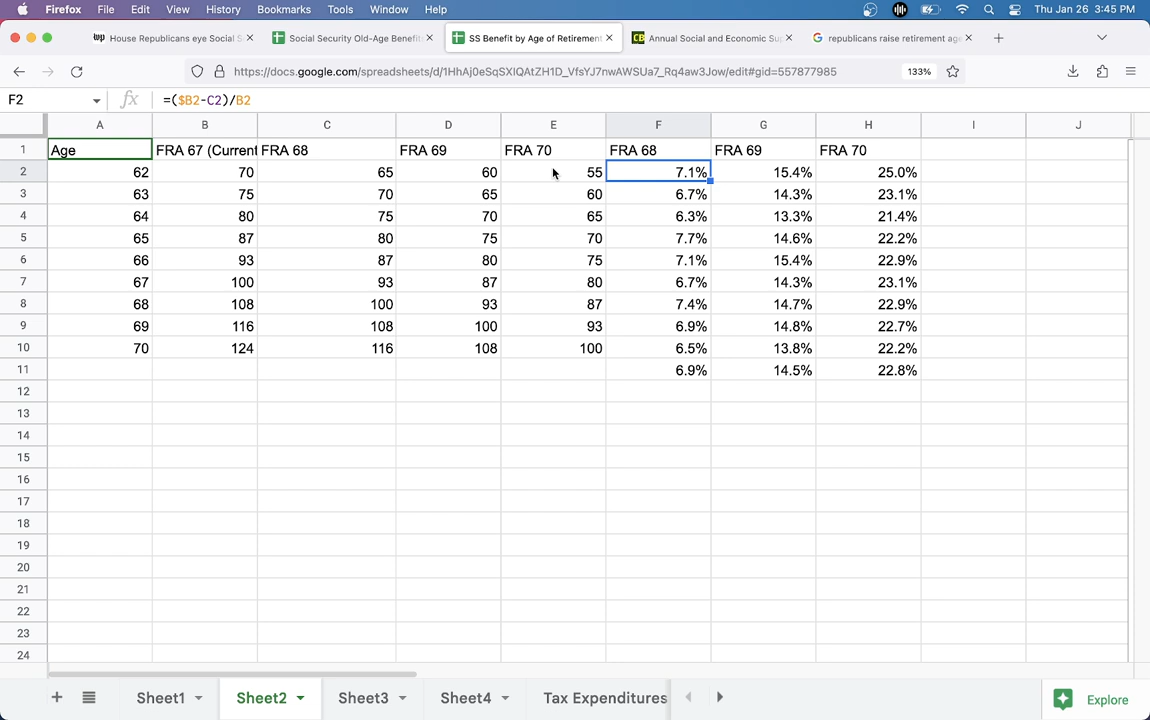 Firefox File Edit View History Bookmarks Tools Window Help Thu Jan 26 3:45 PM
wp House Republicans eye Social S Social Security Old-Age Benefit SS Benefit by Age of Retirement CB Annual Social and Economic Su G republicans raise retirement age
https://docs.google.com/spreadsheets/d/1HhAj0eSqSXIQAtZH1D_VfsYJ7nwAWSUa7_Rq4aw3Jow/edit#gid=557877985 133%
F2 fx =($B2-C2)/B2
A B C D E F G H I J
1 Age FRA 67 (Current FRA 68 FRA 69 FRA 70 FRA 68 FRA 69 FRA 70
2 62 70 65 60 55 7.1% 15.4% 25.0%
3 63 75 70 65 60 6.7% 14.3% 23.1%
4 64 80 75 70 65 6.3% 13.3% 21.4%
5 65 87 80 75 70 7.7% 14.6% 22.2%
6 66 93 87 80 75 7.1% 15.4% 22.9%
7 67 100 93 87 80 6.7% 14.3% 23.1%
8 68 108 100 93 87 7.4% 14.7% 22.9%
9 69 116 108 100 93 6.9% 14.8% 22.7%
10 70 124 116 108 100 6.5% 13.8% 22.2%
11 6.9% 14.5% 22.8%
12
13
14
15
16
17
18
19
20
21
22
23
24
Sheet1 Sheet2 Sheet3 Sheet4 Tax Expenditures Explore